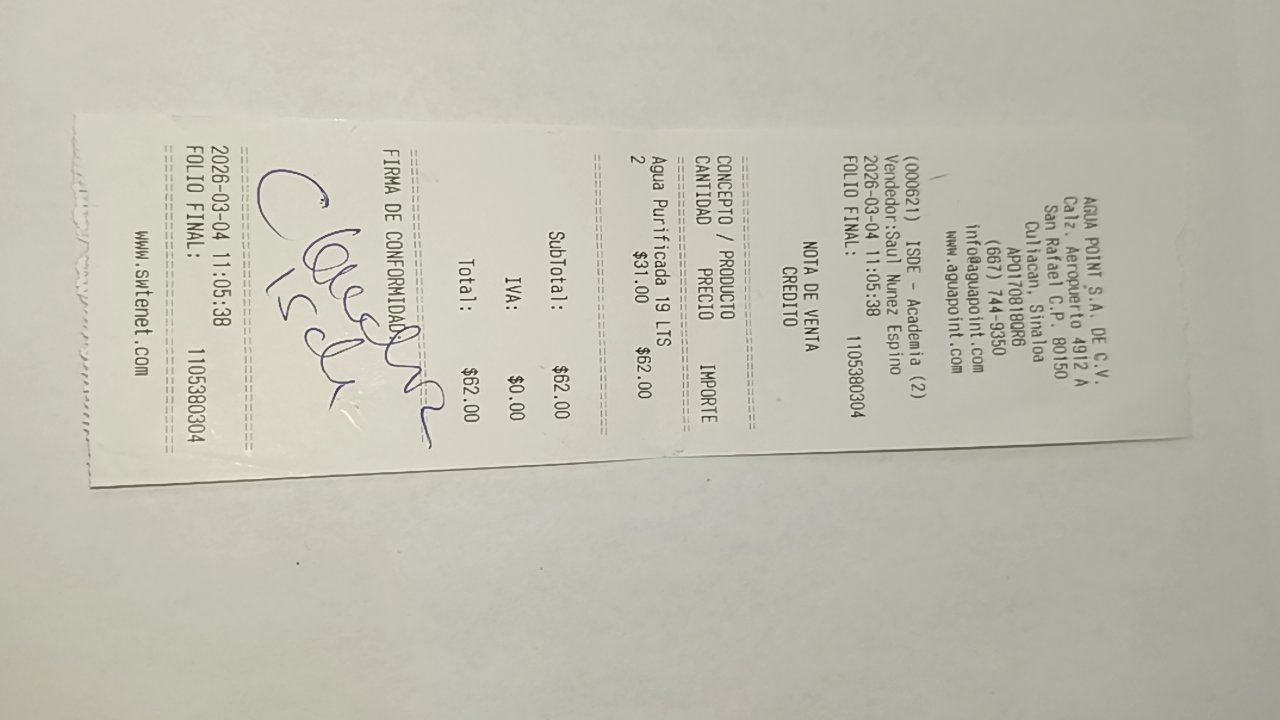 AGUA POINT S.A. DE C.V.
Calz. Aeropuerto 4912 A
San Rafael C.P. 80150
Culiacan, Sinaloa
APO170818QR6
(667) 744-9350
info@aguapoint.com
www.aguapoint.com
(000621) ISDE - Academia (2)
Vendedor:Saul Nunez Espino
2026-03-04 11:05:38
FOLIO FINAL: 1105380304
NOTA DE VENTA
CREDITO
CONCEPTO / PRODUCTO
CANTIDAD PRECIO IMPORTE
Agua Purificada 19 LTS
2 $31.00 $62.00
SubTotal: $62.00
IVA: $0.00
Total: $62.00
FIRMA DE CONFORMIDAD
2026-03-04 11:05:38
FOLIO FINAL: 1105380304
www.swtenet.com